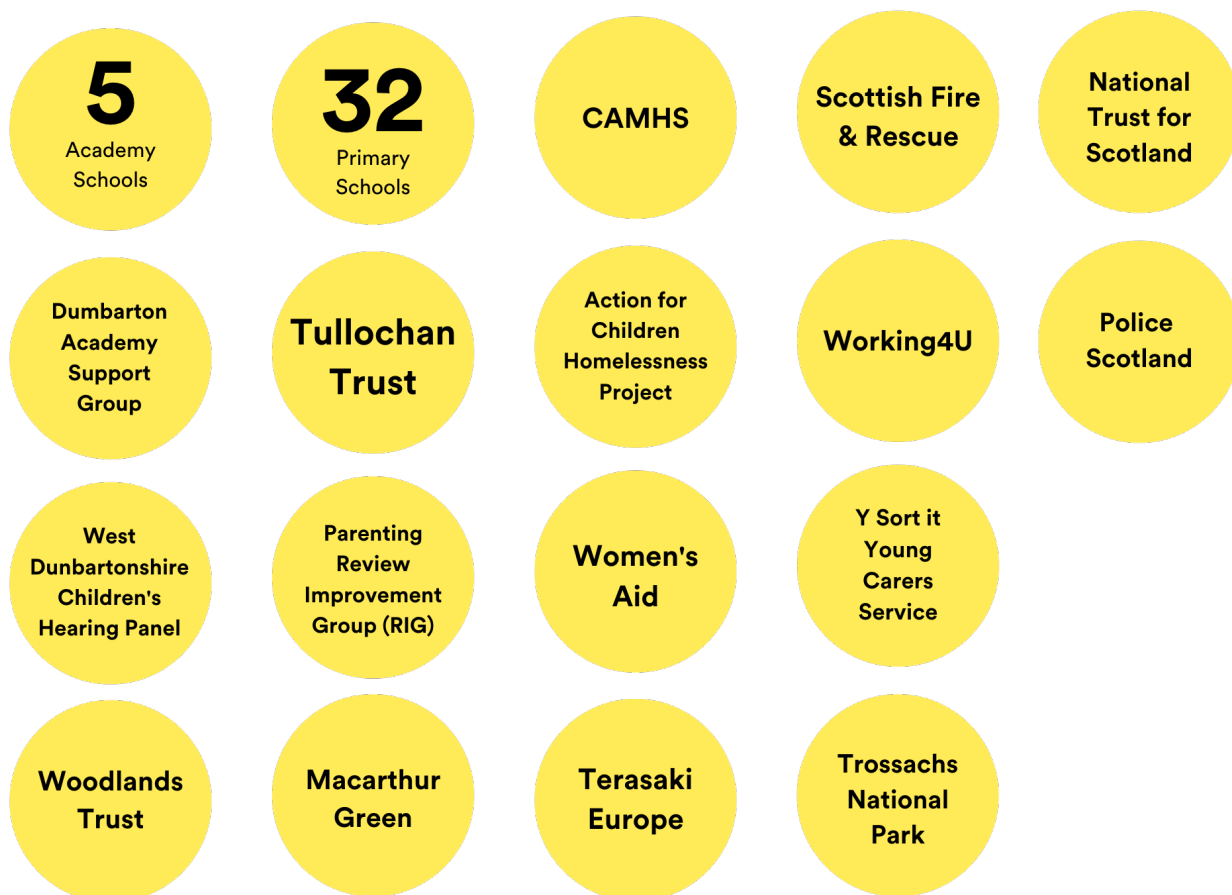 5
Academy
Schools
32
Primary
Schools
CAMHS
Scottish Fire
& Rescue
National
Trust for
Scotland
Dumbarton
Academy
Support
Group
Tullochan
Trust
Action for
Children
Homelessness
Project
Working4U
Police
Scotland
West
Dunbartonshire
Children's
Hearing Panel
Parenting
Review
Improvement
Group (RIG)
Women's
Aid
Y Sort it
Young
Carers
Service
Woodlands
Trust
Macarthur
Green
Terasaki
Europe
Trossachs
National
Park